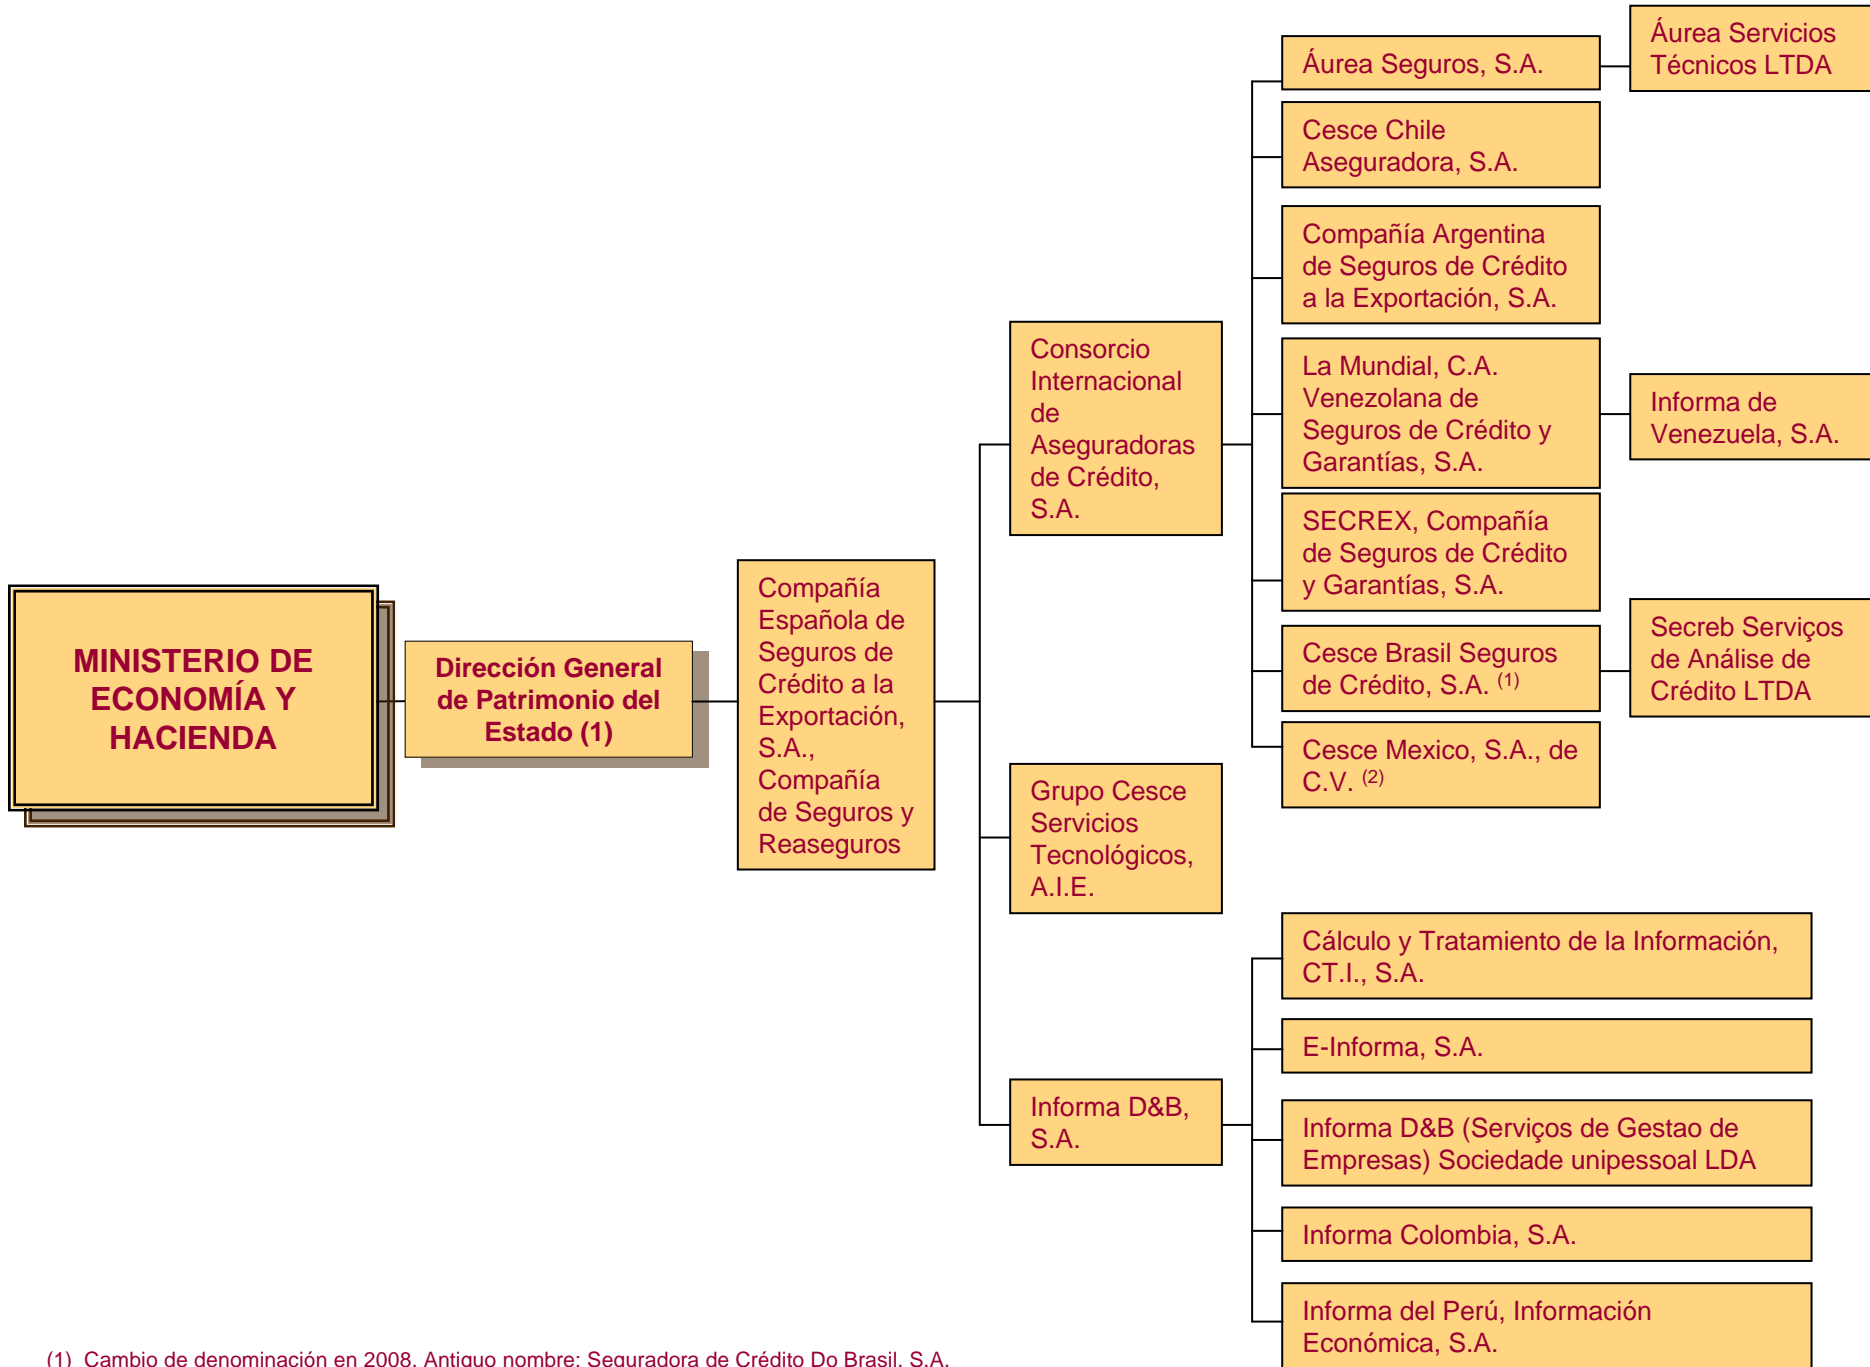 MINISTERIO DE
ECONOMÍA Y
HACIENDA
Dirección General
de Patrimonio del
Estado (1)
Compañía
Española de
Seguros de
Crédito a la
Exportación,
S.A.,
Compañía
de Seguros y
Reaseguros
Consorcio
Internacional
de
Aseguradoras
de Crédito,
S.A.
Áurea Seguros, S.A.
Áurea Servicios
Técnicos LTDA
Cesce Chile
Aseguradora, S.A.
Compañía Argentina
de Seguros de Crédito
a la Exportación, S.A.
La Mundial, C.A.
Venezolana de
Seguros de Crédito y
Garantías, S.A.
Informa de
Venezuela, S.A.
SECREX, Compañía
de Seguros de Crédito
y Garantías, S.A.
Cesce Brasil Seguros
de Crédito, S.A. (1)
Secreb Serviços
de Análise de
Crédito LTDA
Cesce Mexico, S.A., de
C.V. (2)
Grupo Cesce
Servicios
Tecnológicos,
A.I.E.
Informa D&B,
S.A.
Cálculo y Tratamiento de la Información,
CT.I., S.A.
E-Informa, S.A.
Informa D&B (Serviços de Gestao de
Empresas) Sociedade unipessoal LDA
Informa Colombia, S.A.
Informa del Perú, Información
Económica, S.A.
(1) Cambio de denominación en 2008. Antiguo nombre: Seguradora de Crédito Do Brasil, S.A.